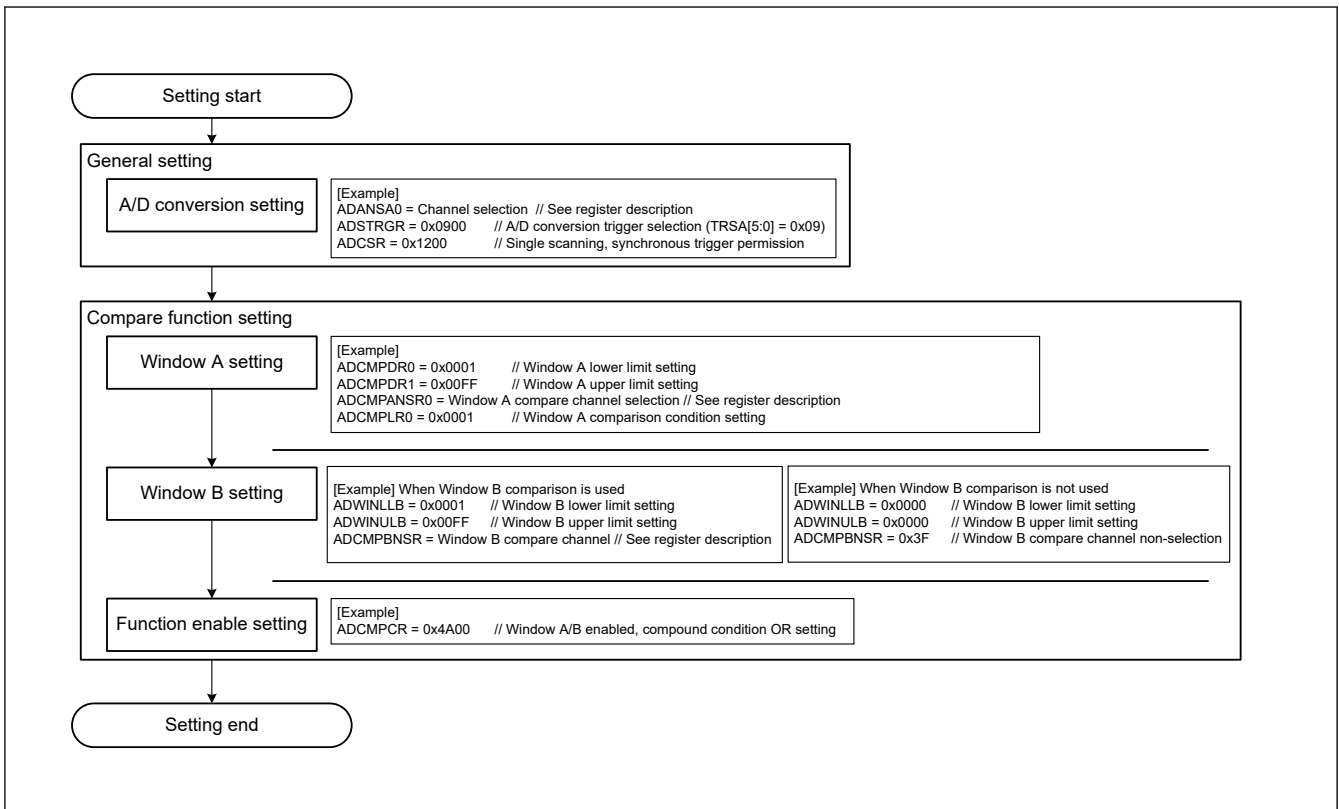 Setting start
General setting
A/D conversion setting
[Example]
ADANSA0 = Channel selection // See register description
ADSTRGR = 0x0900 // A/D conversion trigger selection (TRSA[5:0] = 0x09)
ADCSR = 0x1200 // Single scanning, synchronous trigger permission
Compare function setting
Window A setting
[Example]
ADCMPDR0 = 0x0001 // Window A lower limit setting
ADCMPDR1 = 0x00FF // Window A upper limit setting
ADCMPANSR0 = Window A compare channel selection // See register description
ADCMPLR0 = 0x0001 // Window A comparison condition setting
Window B setting
[Example] When Window B comparison is used
ADWINLLB = 0x0001 // Window B lower limit setting
ADWINULB = 0x00FF // Window B upper limit setting
ADCMPBNSR = Window B compare channel // See register description
[Example] When Window B comparison is not used
ADWINLLB = 0x0000 // Window B lower limit setting
ADWINULB = 0x0000 // Window B upper limit setting
ADCMPBNSR = 0x3F // Window B compare channel non-selection
Function enable setting
[Example]
ADCMPCR = 0x4A00 // Window A/B enabled, compound condition OR setting
Setting end